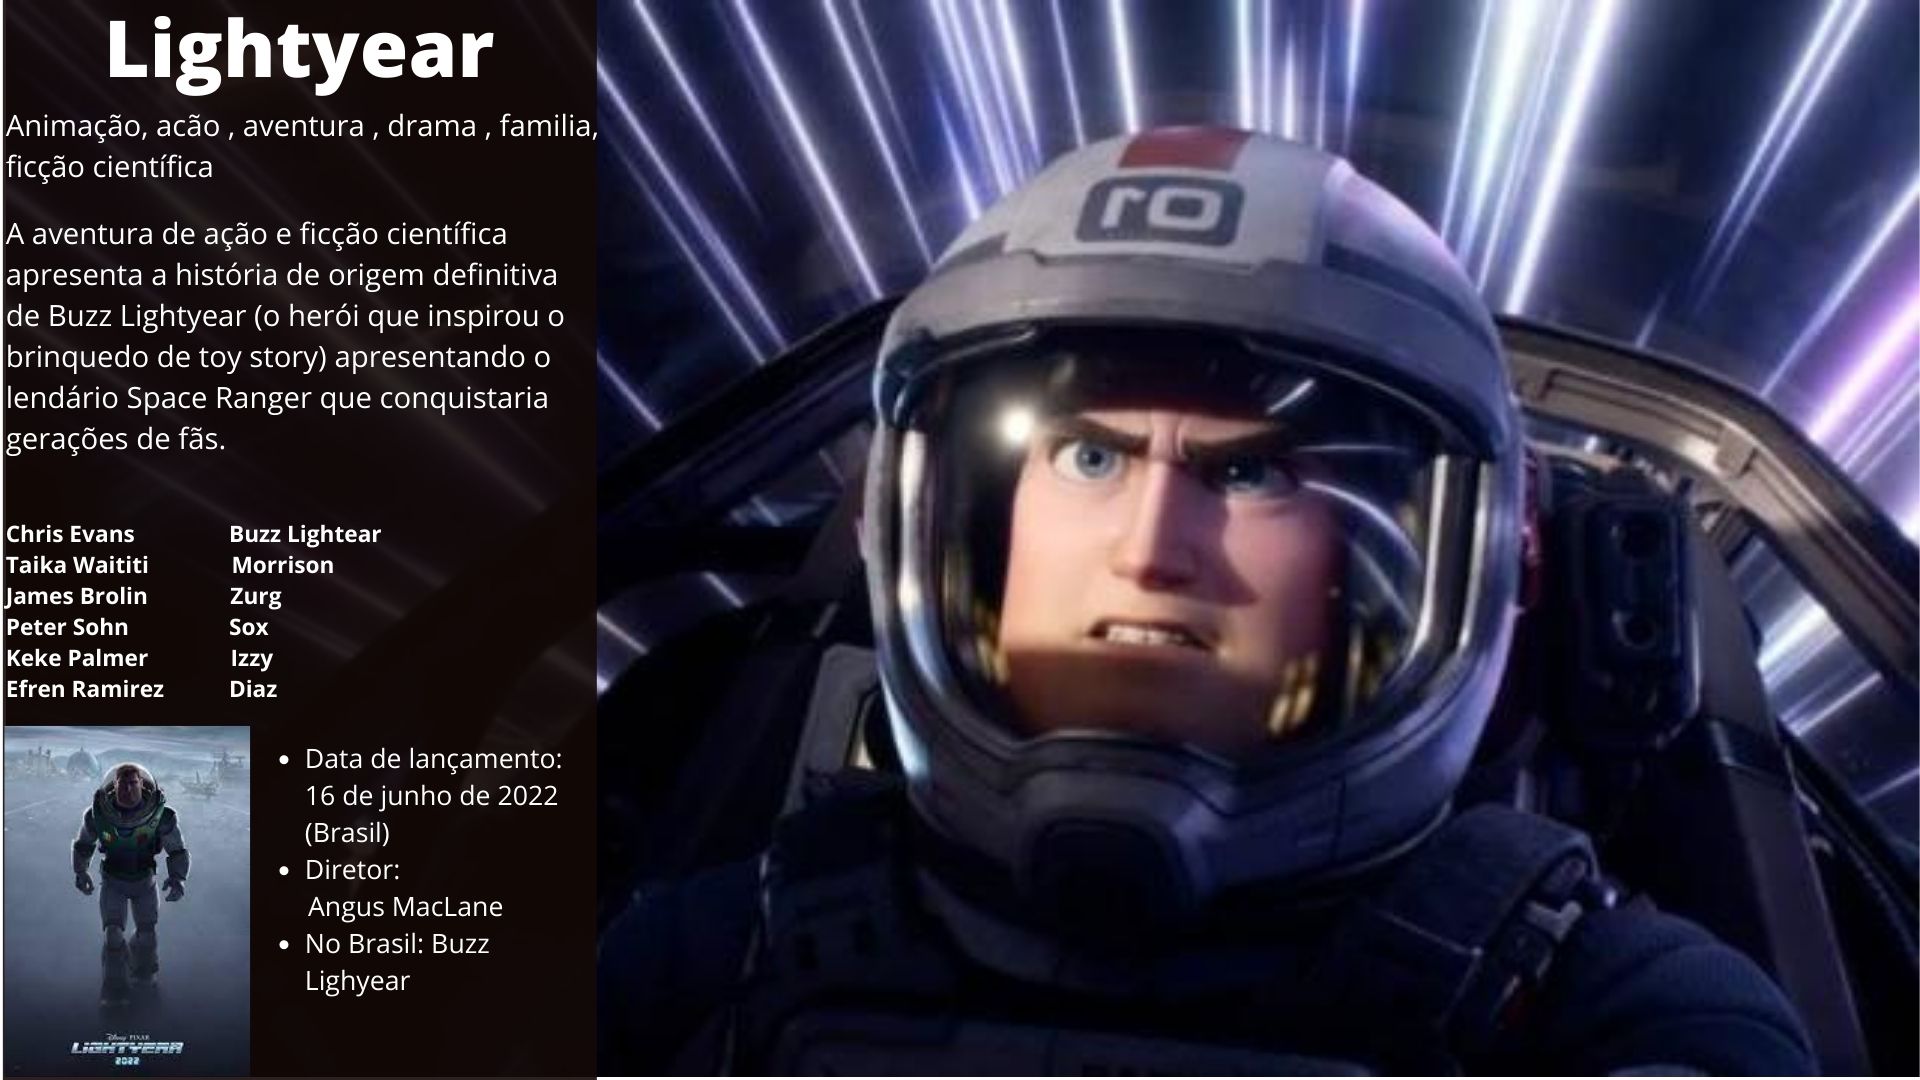 Lightyear
Animação, acão , aventura , drama , familia,
ficção científica
A aventura de ação e ficção científica
apresenta a história de origem definitiva
de Buzz Lightyear (o herói que inspirou o
brinquedo de toy story) apresentando o
lendário Space Ranger que conquistaria
gerações de fãs.
Chris Evans Buzz Lightear
Taika Waititi Morrison
James Brolin Zurg
Peter Sohn Sox
Keke Palmer Izzy
Efren Ramirez Diaz
Data de lançamento:
16 de junho de 2022
(Brasil)
Diretor:
Angus MacLane
No Brasil: Buzz
Lighyear
Disney PIXAR
LIGHTYEAR
2022
ro